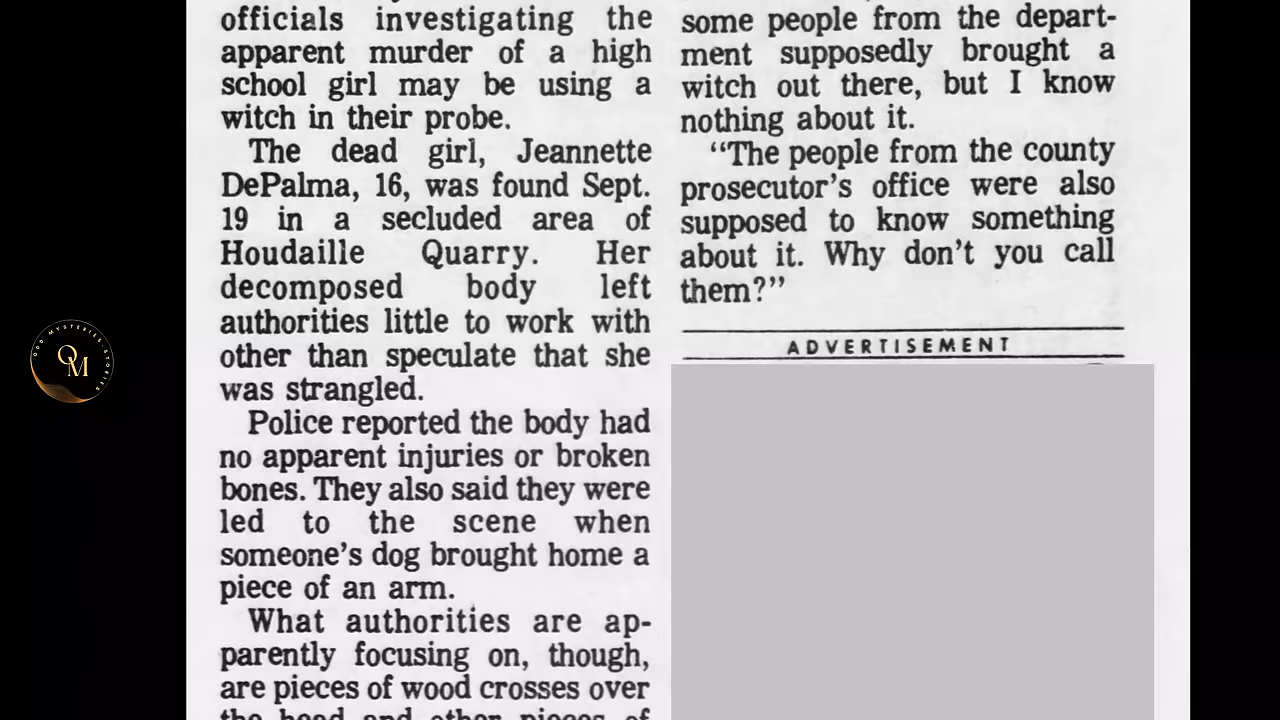 officials investigating the
apparent murder of a high
school girl may be using a
witch in their probe.
The dead girl, Jeannette
DePalma, 16, was found Sept.
19 in a secluded area of
Houdaille Quarry. Her
decomposed body left
authorities little to work with
other than speculate that she
was strangled.
Police reported the body had
no apparent injuries or broken
bones. They also said they were
led to the scene when
someone's dog brought home a
piece of an arm.
What authorities are ap-
parently focusing on, though,
are pieces of wood crosses over
the head and other pieces of
some people from the depart-
ment supposedly brought a
witch out there, but I know
nothing about it.
"The people from the county
prosecutor's office were also
supposed to know something
about it. Why don't you call
them?"
ADVERTISEMENT
ODD MYSTERIES & STORIES
OM